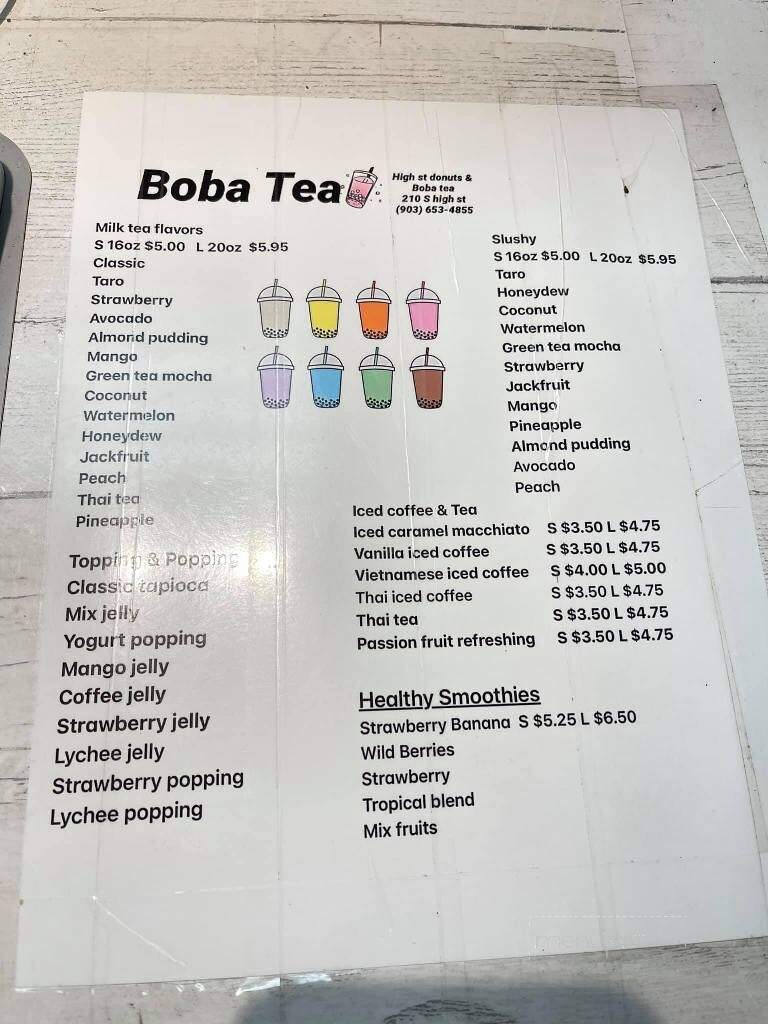 Boba Tea
High st donuts &
Boba tea
210 S high st
(903) 653-4855
Milk tea flavors
S 16oz $5.00 L 20oz $5.95
Classic
Taro
Strawberry
Avocado
Almond pudding
Mango
Green tea mocha
Coconut
Watermelon
Honeydew
Jackfruit
Peach
Thai tea
Pineapple
Topping & Popping
Classic tapioca
Mix jelly
Yogurt popping
Mango jelly
Coffee jelly
Strawberry jelly
Lychee jelly
Strawberry popping
Lychee popping
Slushy
S 16oz $5.00 L 20oz $5.95
Taro
Honeydew
Coconut
Watermelon
Green tea mocha
Strawberry
Jackfruit
Mango
Pineapple
Almond pudding
Avocado
Peach
Iced coffee & Tea
Iced caramel macchiato S $3.50 L $4.75
Vanilla iced coffee S $3.50 L $4.75
Vietnamese iced coffee S $4.00 L $5.00
Thai iced coffee S $3.50 L $4.75
Thai tea S $3.50 L $4.75
Passion fruit refreshing S $3.50 L $4.75
Healthy Smoothies
Strawberry Banana S $5.25 L $6.50
Wild Berries
Strawberry
Tropical blend
Mix fruits